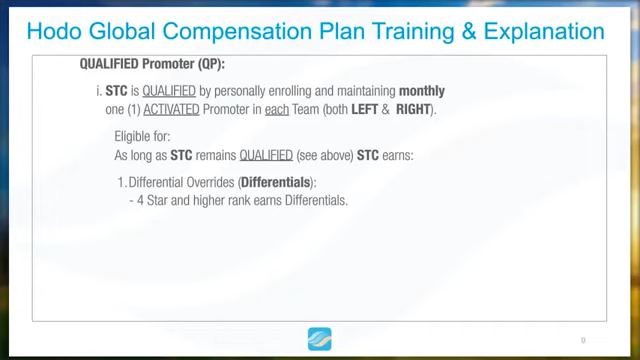 Hodo Global Compensation Plan Training & Explanation
QUALIFIED Promoter (QP):
i. STC is QUALIFIED by personally enrolling and maintaining monthly
one (1) ACTIVATED Promoter in each Team (both LEFT & RIGHT).
Eligible for:
As long as STC remains QUALIFIED (see above) STC earns:
1. Differential Overrides (Differentials):
- 4 Star and higher rank earns Differentials.
9